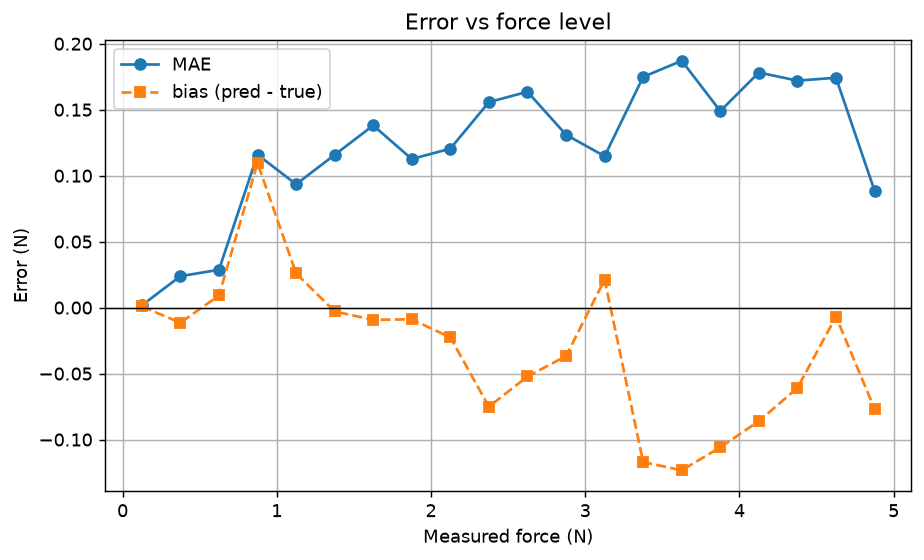 Error vs force level
MAE
bias (pred - true)
0.20
0.15
0.10
0.05
0.00
−0.05
−0.10
Error (N)
0
1
2
3
4
5
Measured force (N)